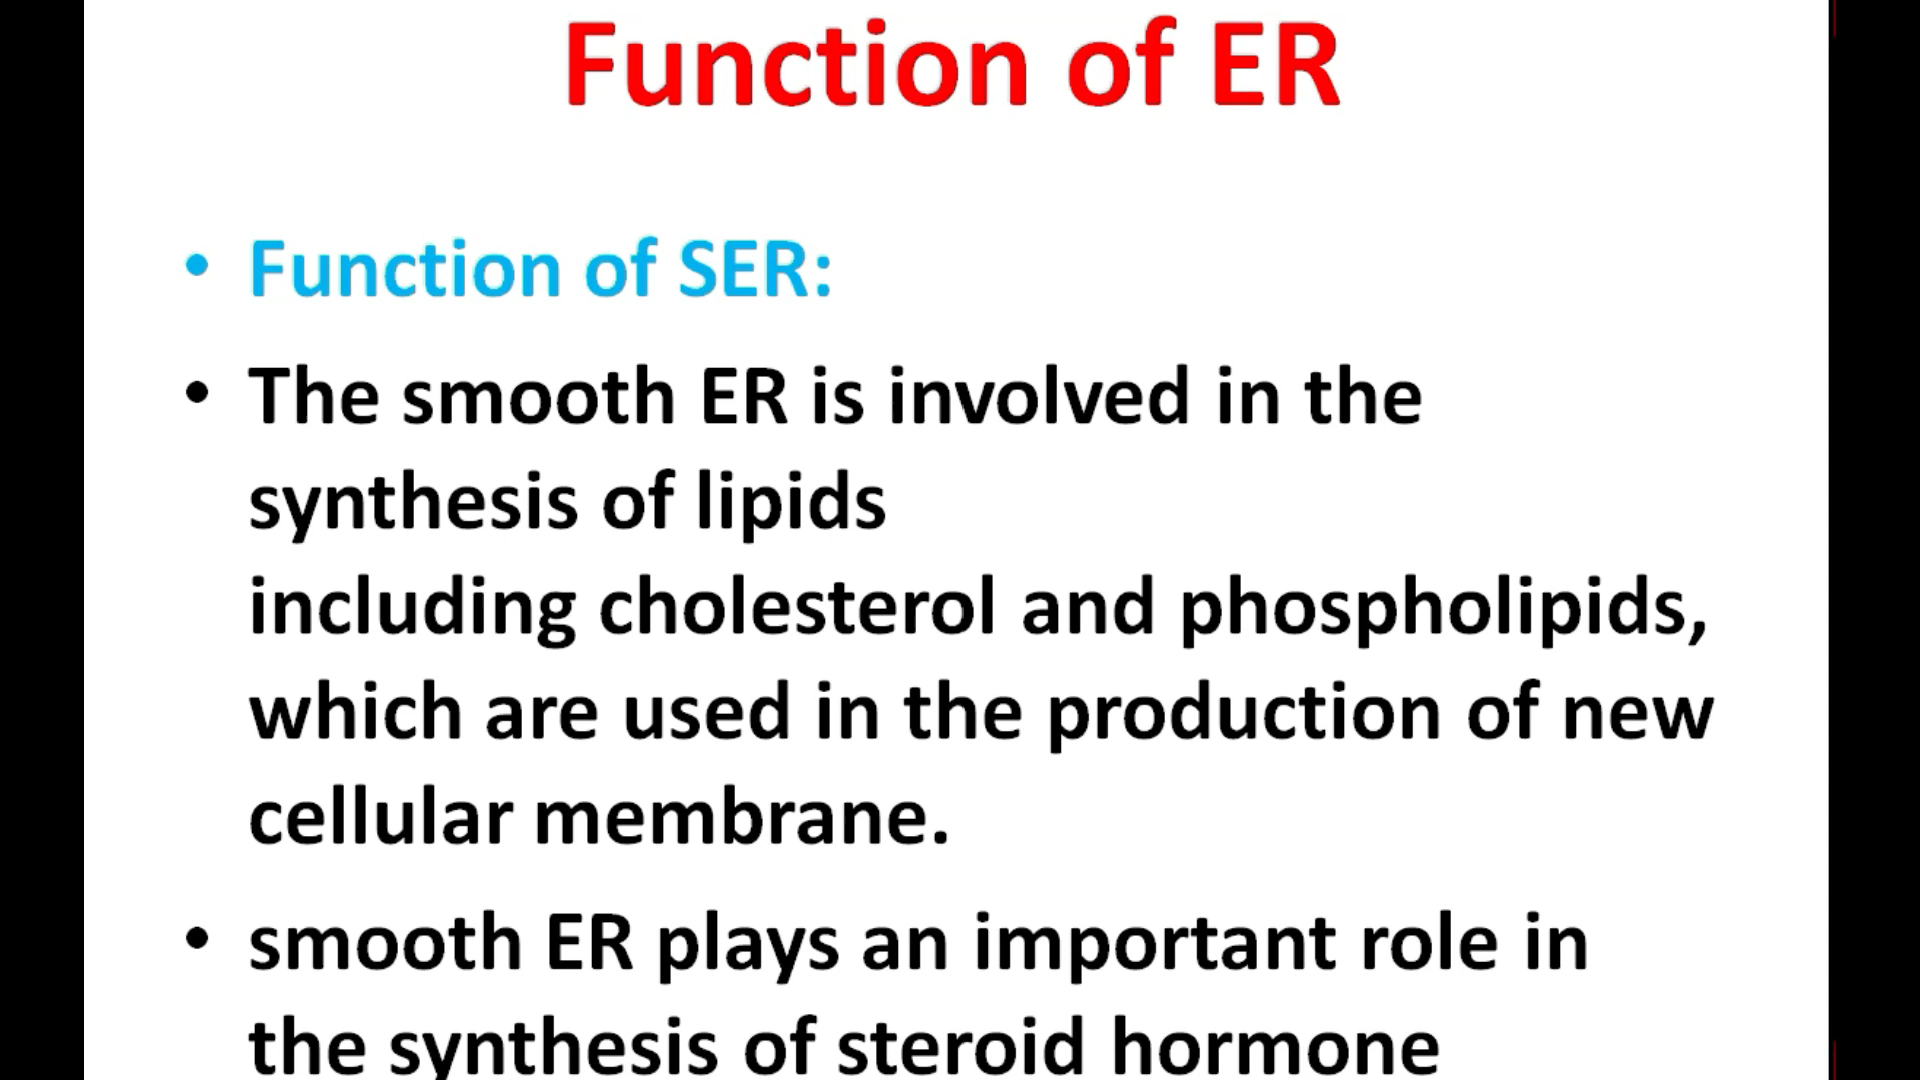 Function of ER
• Function of SER:
• The smooth ER is involved in the
synthesis of lipids
including cholesterol and phospholipids,
which are used in the production of new
cellular membrane.
• smooth ER plays an important role in
the synthesis of steroid hormone